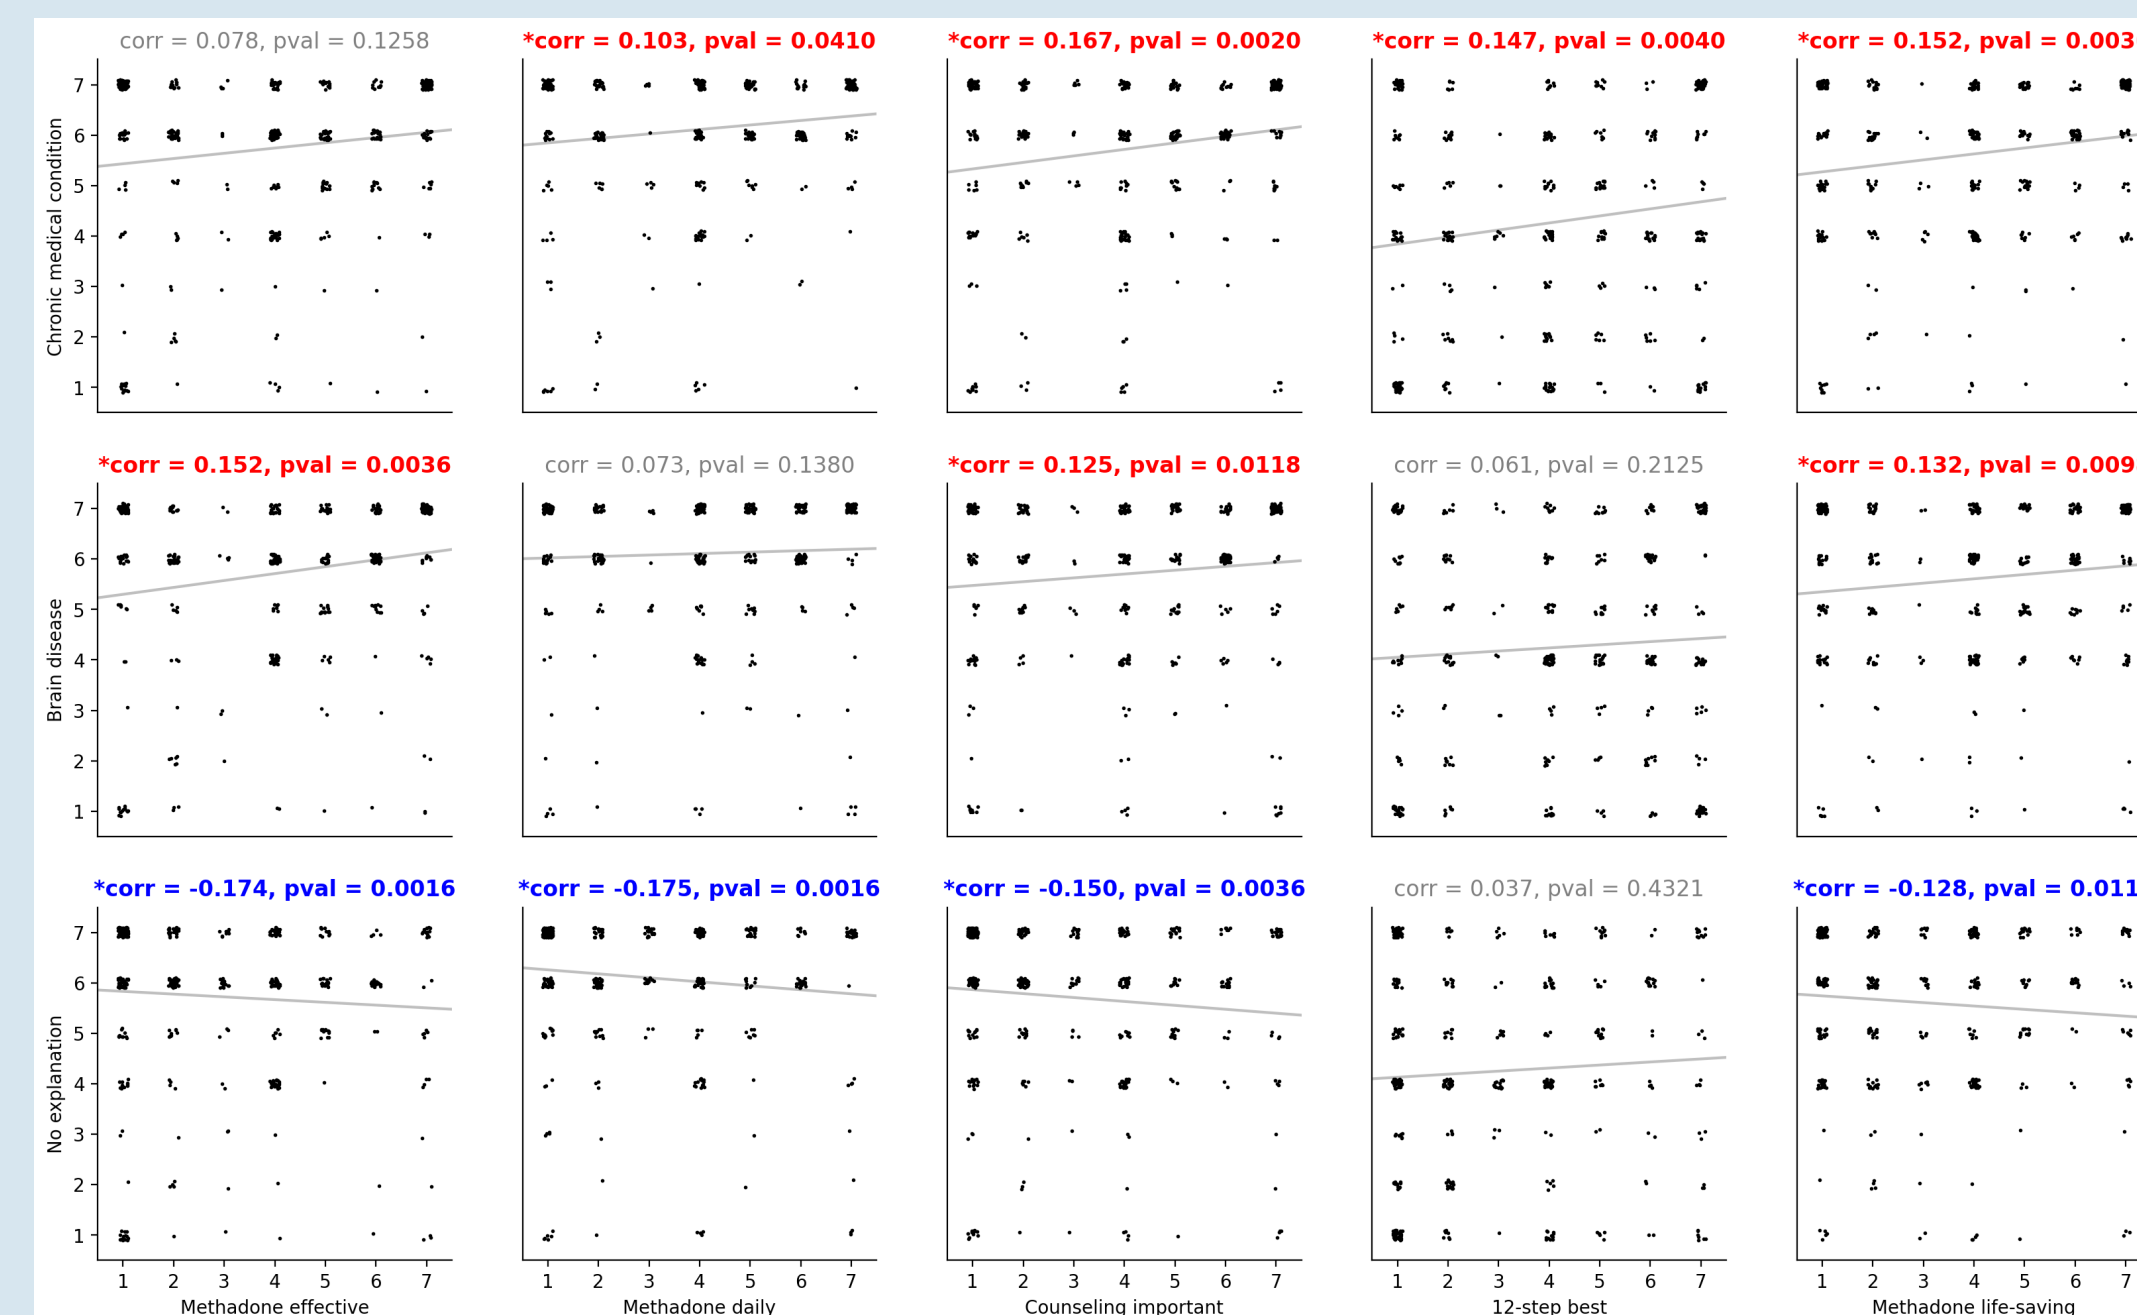 corr = 0.078, pval = 0.1258
*corr = 0.103, pval = 0.0410
*corr = 0.167, pval = 0.0020
*corr = 0.147, pval = 0.0040
*corr = 0.152, pval = 0.003
Chronic medical condition
7
6
5
4
3
2
1
*corr = 0.152, pval = 0.0036
corr = 0.073, pval = 0.1380
*corr = 0.125, pval = 0.0118
corr = 0.061, pval = 0.2125
*corr = 0.132, pval = 0.009
Brain disease
7
6
5
4
3
2
1
*corr = -0.174, pval = 0.0016
*corr = -0.175, pval = 0.0016
*corr = -0.150, pval = 0.0036
corr = 0.037, pval = 0.4321
*corr = -0.128, pval = 0.011
No explanation
7
6
5
4
3
2
1
1 2 3 4 5 6 7
1 2 3 4 5 6 7
1 2 3 4 5 6 7
1 2 3 4 5 6 7
1 2 3 4 5 6 7
Methadone effective
Methadone daily
Counseling important
12-step best
Methadone life-saving